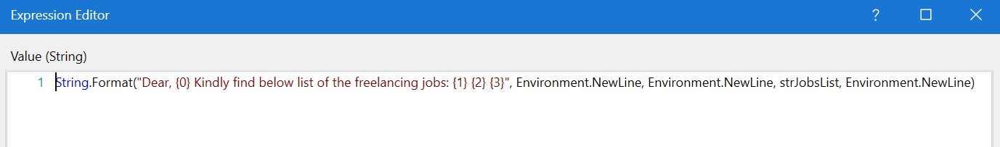 Expression Editor
?
Value (String)
1 String.Format("Dear, {0} Kindly find below list of the freelancing jobs: {1} {2} {3}", Environment.NewLine, Environment.NewLine, strJobsList, Environment.NewLine)